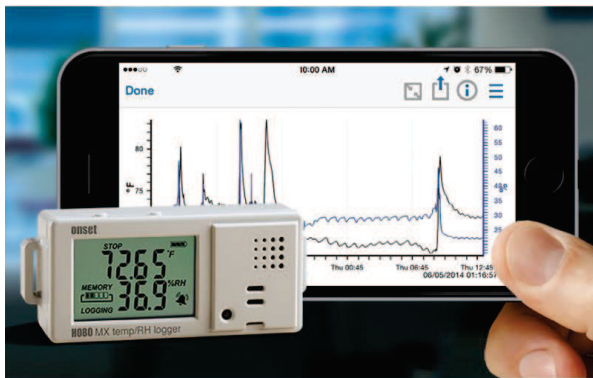 10:00 AM
67%
Done
80
°F
75
60
55
50
45
40
35
30
25
Thu 00:45
Thu 06:45
Thu 12:45
06/05/2014 01:16:57
onset
STOP
72.65 °F
MEMORY
36.9 %RH
LOGGING
HOBO MX temp/RH logger